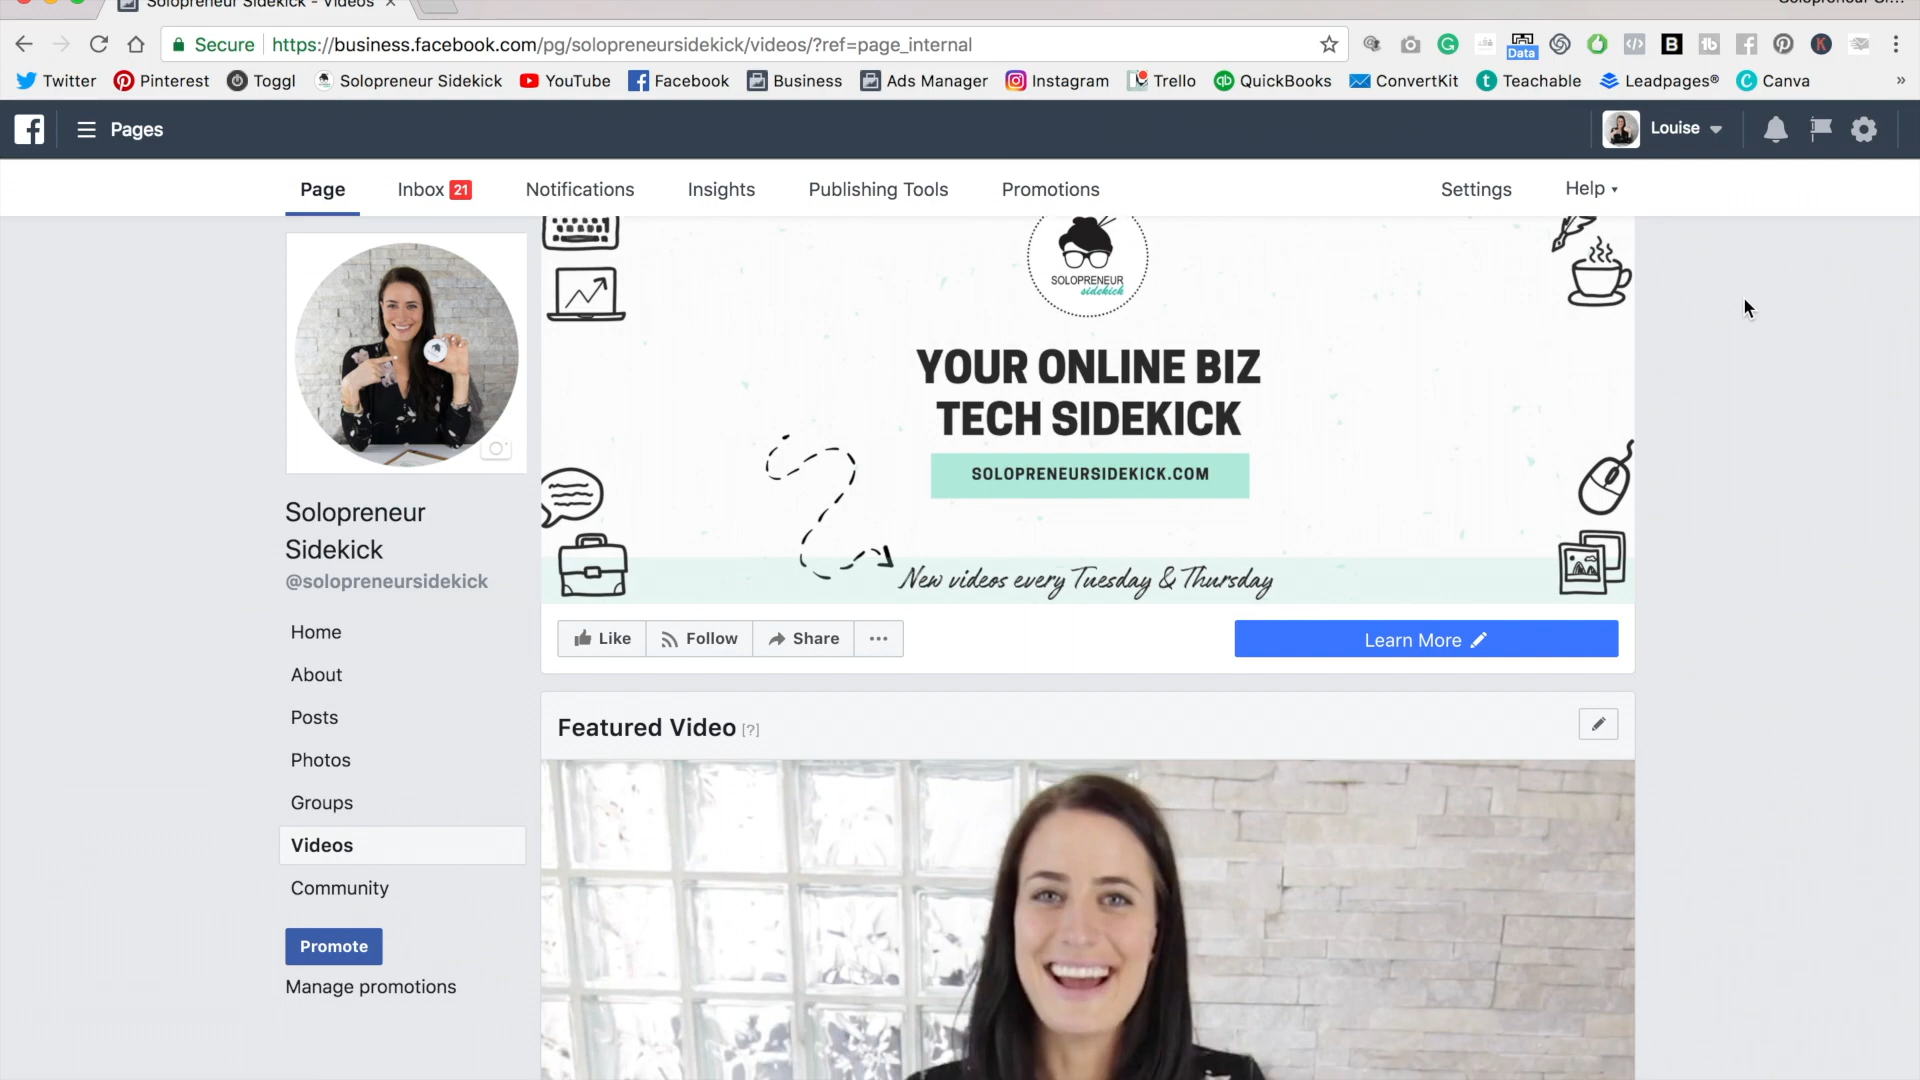 Solopreneur Sidekick - Videos
Secure https://business.facebook.com/pg/solopreneursidekick/videos/?ref=page_internal
Data
Twitter Pinterest Toggl Solopreneur Sidekick YouTube Facebook Business Ads Manager Instagram Trello QuickBooks ConvertKit Teachable Leadpages® Canva
Pages
Louise
Page Inbox 21 Notifications Insights Publishing Tools Promotions Settings Help
SOLOPRENEUR
sidekick
YOUR ONLINE BIZ
TECH SIDEKICK
SOLOPRENEURSIDEKICK.COM
New videos every Tuesday & Thursday
Solopreneur
Sidekick
@solopreneursidekick
Home
About
Posts
Photos
Groups
Videos
Community
Promote
Manage promotions
Like Follow Share
Learn More
Featured Video [?]